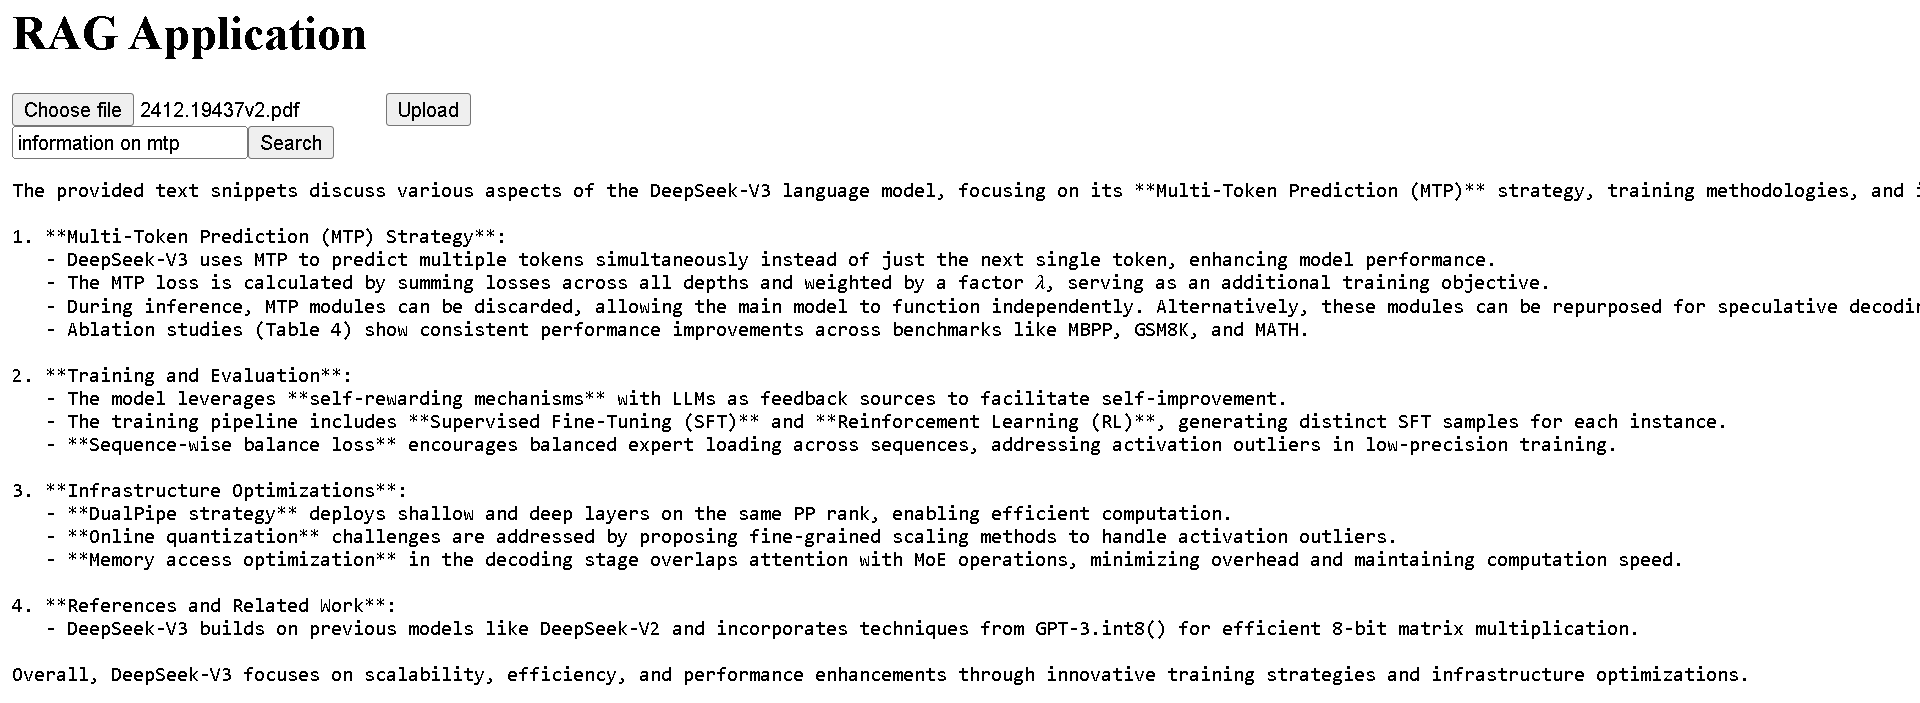 RAG Application
Choose file 2412.19437v2.pdf Upload
information on mtp Search
The provided text snippets discuss various aspects of the DeepSeek-V3 language model, focusing on its **Multi-Token Prediction (MTP)** strategy, training methodologies, and
1. **Multi-Token Prediction (MTP) Strategy**:
- DeepSeek-V3 uses MTP to predict multiple tokens simultaneously instead of just the next single token, enhancing model performance.
- The MTP loss is calculated by summing losses across all depths and weighted by a factor λ, serving as an additional training objective.
- During inference, MTP modules can be discarded, allowing the main model to function independently. Alternatively, these modules can be repurposed for speculative
- Ablation studies (Table 4) show consistent performance improvements across benchmarks like MBPP, GSM8K, and MATH.
2. **Training and Evaluation**:
- The model leverages **self-rewarding mechanisms** with LLMs as feedback sources to facilitate self-improvement.
- The training pipeline includes **Supervised Fine-Tuning (SFT)** and **Reinforcement Learning (RL)**, generating distinct SFT samples for each instance.
- **Sequence-wise balance loss** encourages balanced expert loading across sequences, addressing activation outliers in low-precision training.
3. **Infrastructure Optimizations**:
- **DualPipe strategy** deploys shallow and deep layers on the same PP rank, enabling efficient computation.
- **Online quantization** challenges are addressed by proposing fine-grained scaling methods to handle activation outliers.
- **Memory access optimization** in the decoding stage overlaps attention with MoE operations, minimizing overhead and maintaining computation speed.
4. **References and Related Work**:
- DeepSeek-V3 builds on previous models like DeepSeek-V2 and incorporates techniques from GPT-3.int8() for efficient 8-bit matrix multiplication.
Overall, DeepSeek-V3 focuses on scalability, efficiency, and performance enhancements through innovative training strategies and infrastructure optimizations.